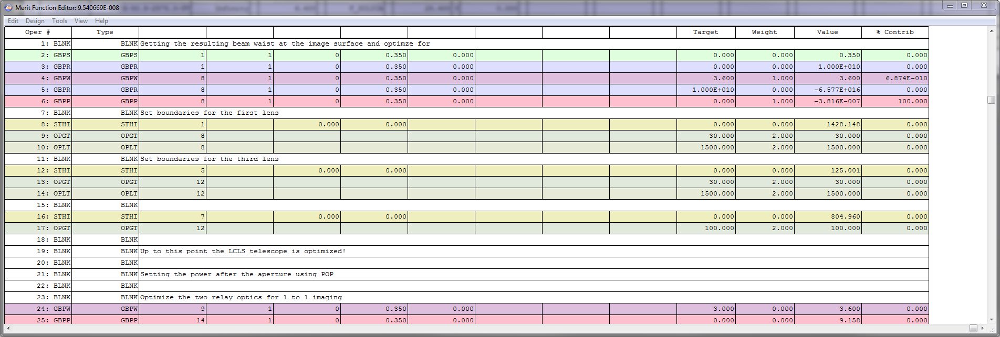 Merit Function Editor: 9.540669E-008
Edit Design Tools View Help
Oper # Type Target Weight Value % Contrib
1: BLNK BLNK Getting the resulting beam waist at the image surface and optimze for
2: GBPS GBPS 1 1 0 0.350 0.000 0.000 0.000 0.350 0.000
3: GBPR GBPR 1 1 0 0.350 0.000 0.000 0.000 1.000E+010 0.000
4: GBPW GBPW 8 1 0 0.350 0.000 3.600 1.000 3.600 6.874E-010
5: GBPR GBPR 8 1 0 0.350 0.000 1.000E+010 0.000 -6.577E+016 0.000
6: GBPP GBPP 8 1 0 0.350 0.000 0.000 1.000 -3.816E-007 100.000
7: BLNK BLNK Set boundaries for the first lens
8: STHI STHI 1 0.000 0.000 0.000 0.000 1428.148 0.000
9: OPGT OPGT 8 30.000 2.000 30.000 0.000
10: OPLT OPLT 8 1500.000 2.000 1500.000 0.000
11: BLNK BLNK Set boundaries for the third lens
12: STHI STHI 5 0.000 0.000 0.000 0.000 125.001 0.000
13: OPGT OPGT 12 30.000 2.000 30.000 0.000
14: OPLT OPLT 12 1500.000 2.000 1500.000 0.000
15: BLNK BLNK
16: STHI STHI 7 0.000 0.000 0.000 0.000 804.960 0.000
17: OPGT OPGT 12 100.000 2.000 100.000 0.000
18: BLNK BLNK
19: BLNK BLNK Up to this point the LCLS telescope is optimized!
20: BLNK BLNK
21: BLNK BLNK Setting the power after the aperture using POP
22: BLNK BLNK
23: BLNK BLNK Optimize the two relay optics for 1 to 1 imaging
24: GBPW GBPW 9 1 0 0.350 0.000 3.000 0.000 3.600 0.000
25: GBPP GBPP 14 1 0 0.350 0.000 0.000 0.000 9.158 0.000